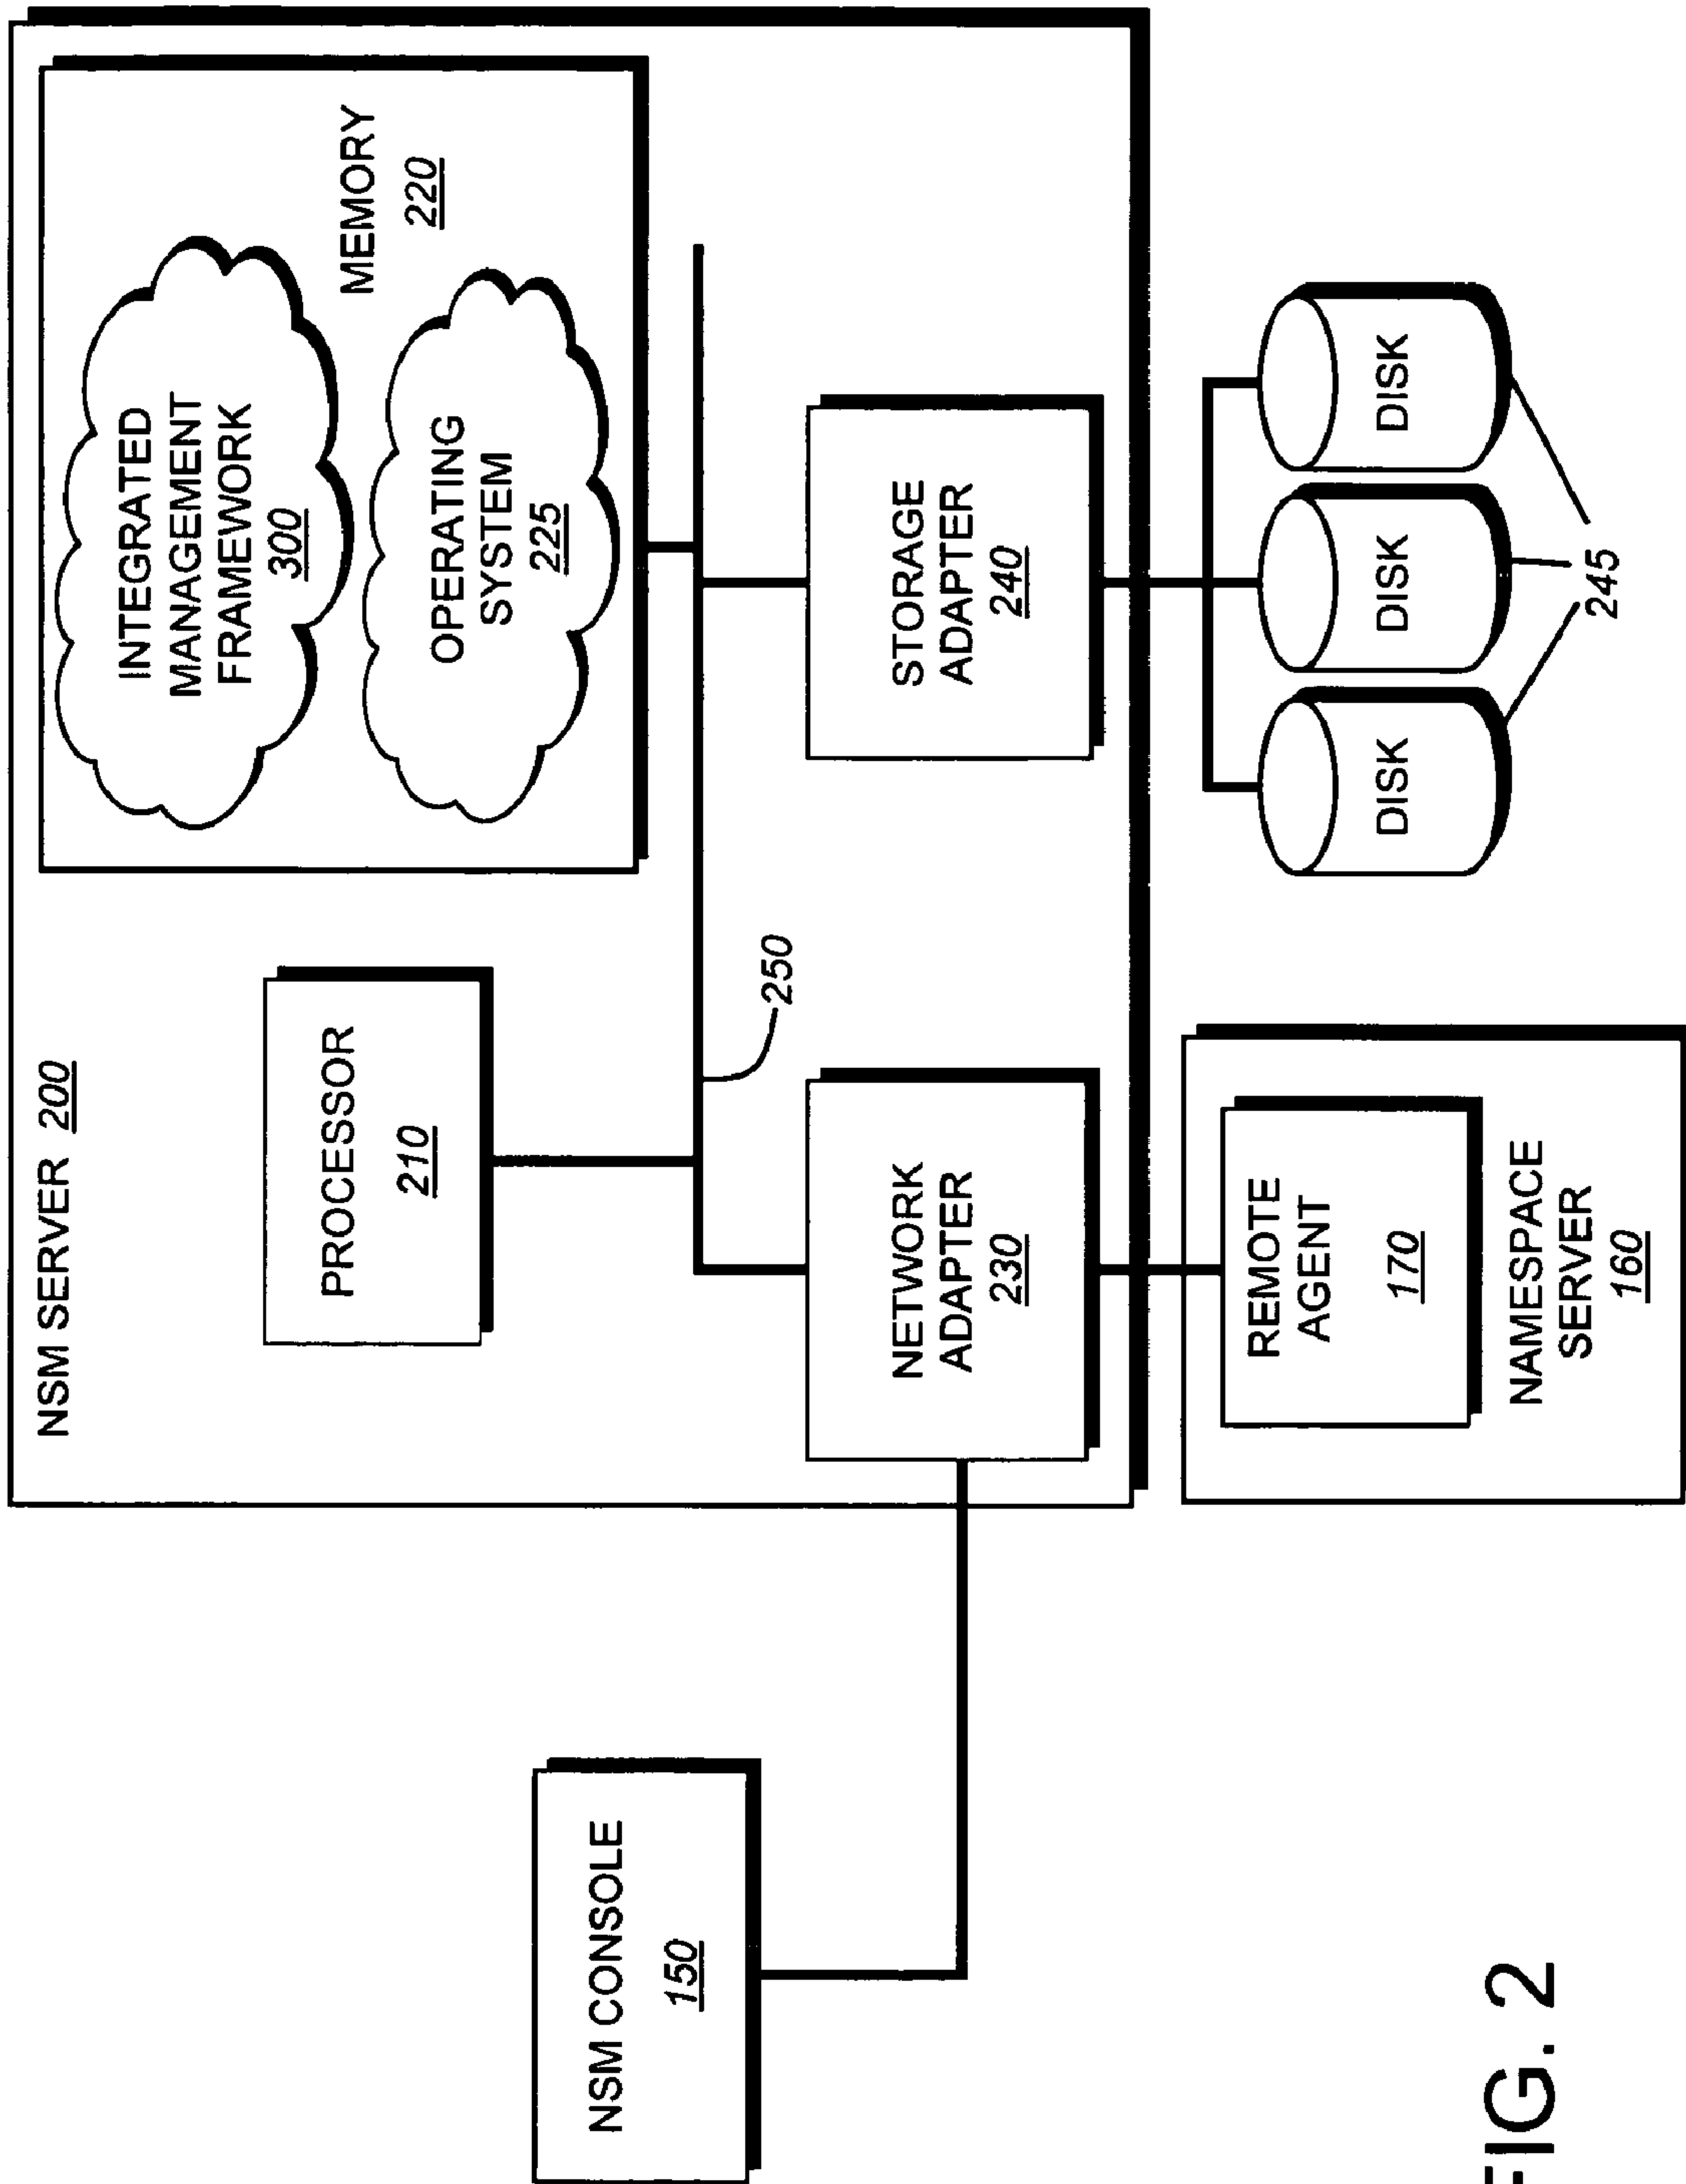 NSM SERVER 200
PROCESSOR
210
INTEGRATED
MANAGEMENT
FRAMEWORK
300
OPERATING
SYSTEM
225
MEMORY
220
250
NSM CONSOLE
150
NETWORK
ADAPTER
230
STORAGE
ADAPTER
240
REMOTE
AGENT
170
NAMESPACE
SERVER
160
DISK
DISK
DISK
245
FIG. 2